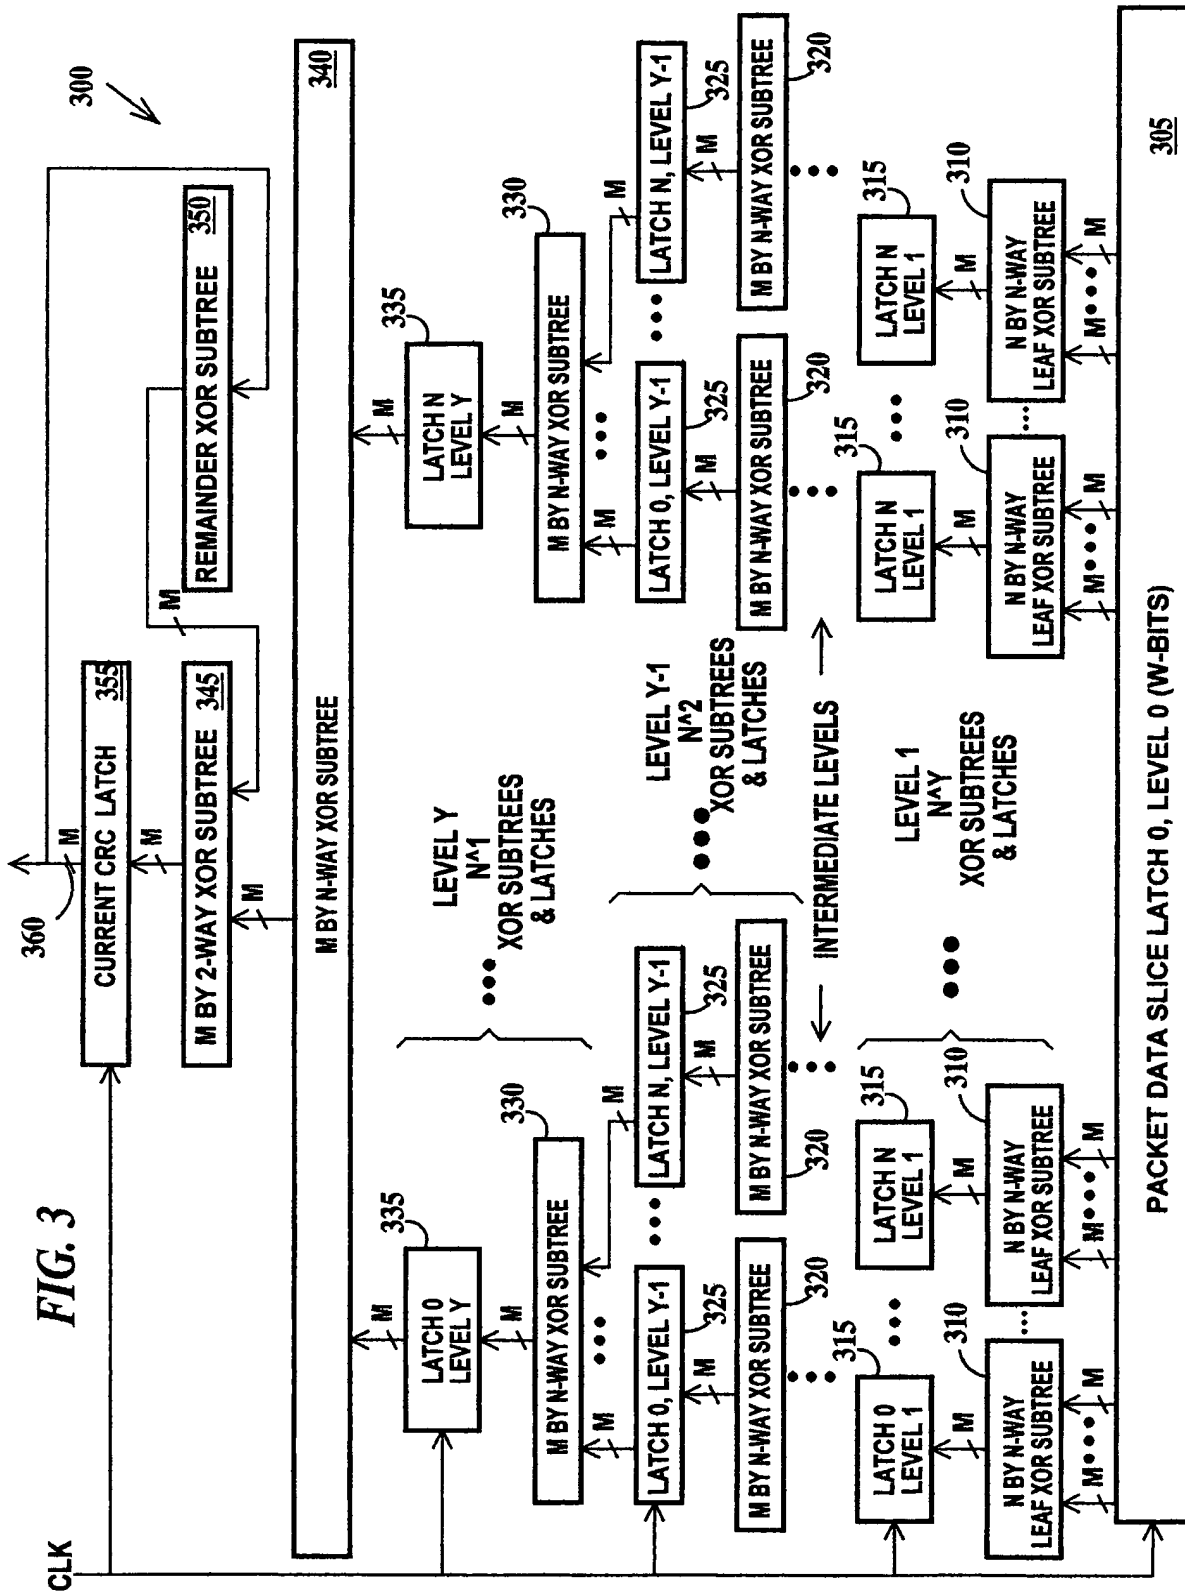 FIG. 3
300
CLK
360
M
CURRENT CRC LATCH 355
M
M BY 2-WAY XOR SUBTREE 345
M
REMAINDER XOR SUBTREE 350
M
M BY N-WAY XOR SUBTREE 340
M
M
LATCH 0
LEVEL Y
335
LEVEL Y
N^1
XOR SUBTREES
& LATCHES
LATCH N
LEVEL Y
335
M
M
M BY N-WAY XOR SUBTREE
330
M BY N-WAY XOR SUBTREE
330
M
M
M
M
LATCH 0, LEVEL Y-1
325
LATCH N, LEVEL Y-1
325
LEVEL Y-1
N^2
XOR SUBTREES
& LATCHES
LATCH 0, LEVEL Y-1
325
LATCH N, LEVEL Y-1
325
M
M
M
M
M BY N-WAY XOR SUBTREE
320
M BY N-WAY XOR SUBTREE
320
M BY N-WAY XOR SUBTREE
320
M BY N-WAY XOR SUBTREE
320
INTERMEDIATE LEVELS
LATCH 0
LEVEL 1
315
LATCH N
LEVEL 1
315
LEVEL 1
N^Y
XOR SUBTREES
& LATCHES
LATCH N
LEVEL 1
315
LATCH N
LEVEL 1
315
M
M
M
M
N BY N-WAY
LEAF XOR SUBTREE
310
N BY N-WAY
LEAF XOR SUBTREE
310
N BY N-WAY
LEAF XOR SUBTREE
310
N BY N-WAY
LEAF XOR SUBTREE
310
M M
M M
M M
M M
PACKET DATA SLICE LATCH 0, LEVEL 0 (W-BITS)
305